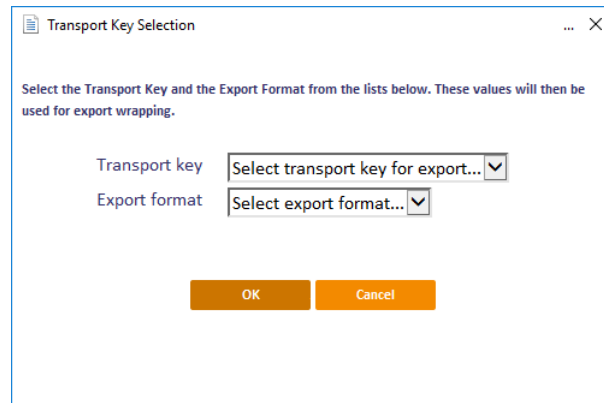 Transport Key Selection ...
Select the Transport Key and the Export Format from the lists below. These values will then be
used for export wrapping.
Transport key Select transport key for export...
Export format Select export format...
OK Cancel